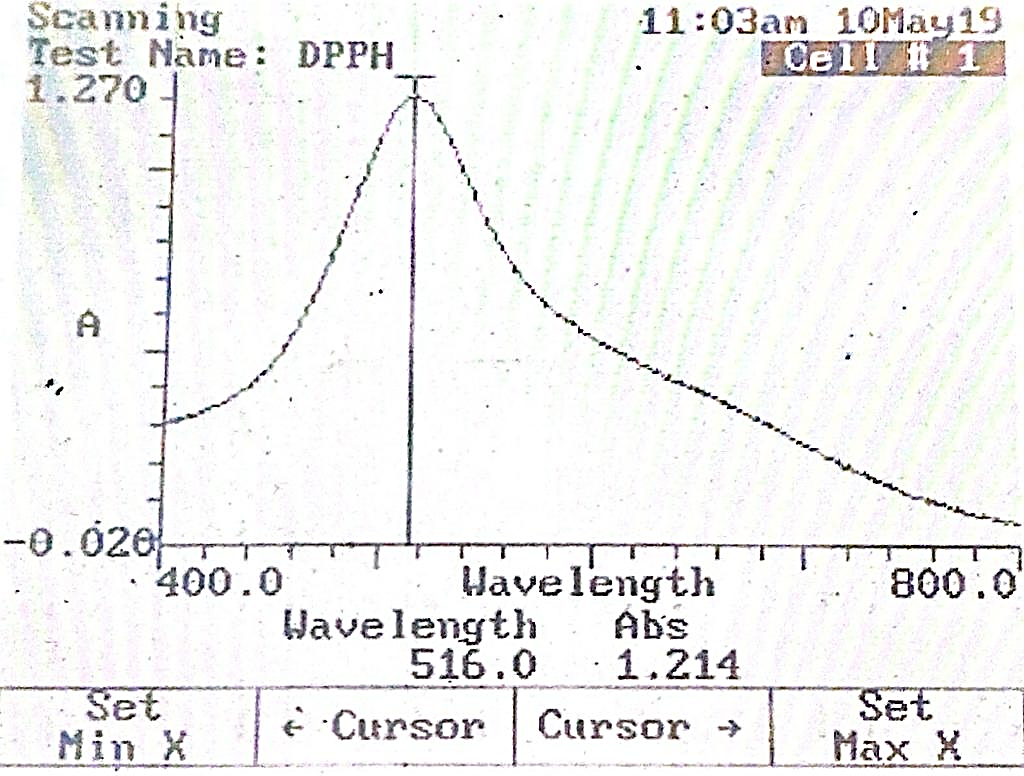 Scanning 11:03am 10May19
Test Name: DPPH Cell # 1
1.270
A
-0.020
400.0 Wavelength 800.0
Wavelength Abs
516.0 1.214
Set Min X
← Cursor
Cursor →
Set Max X